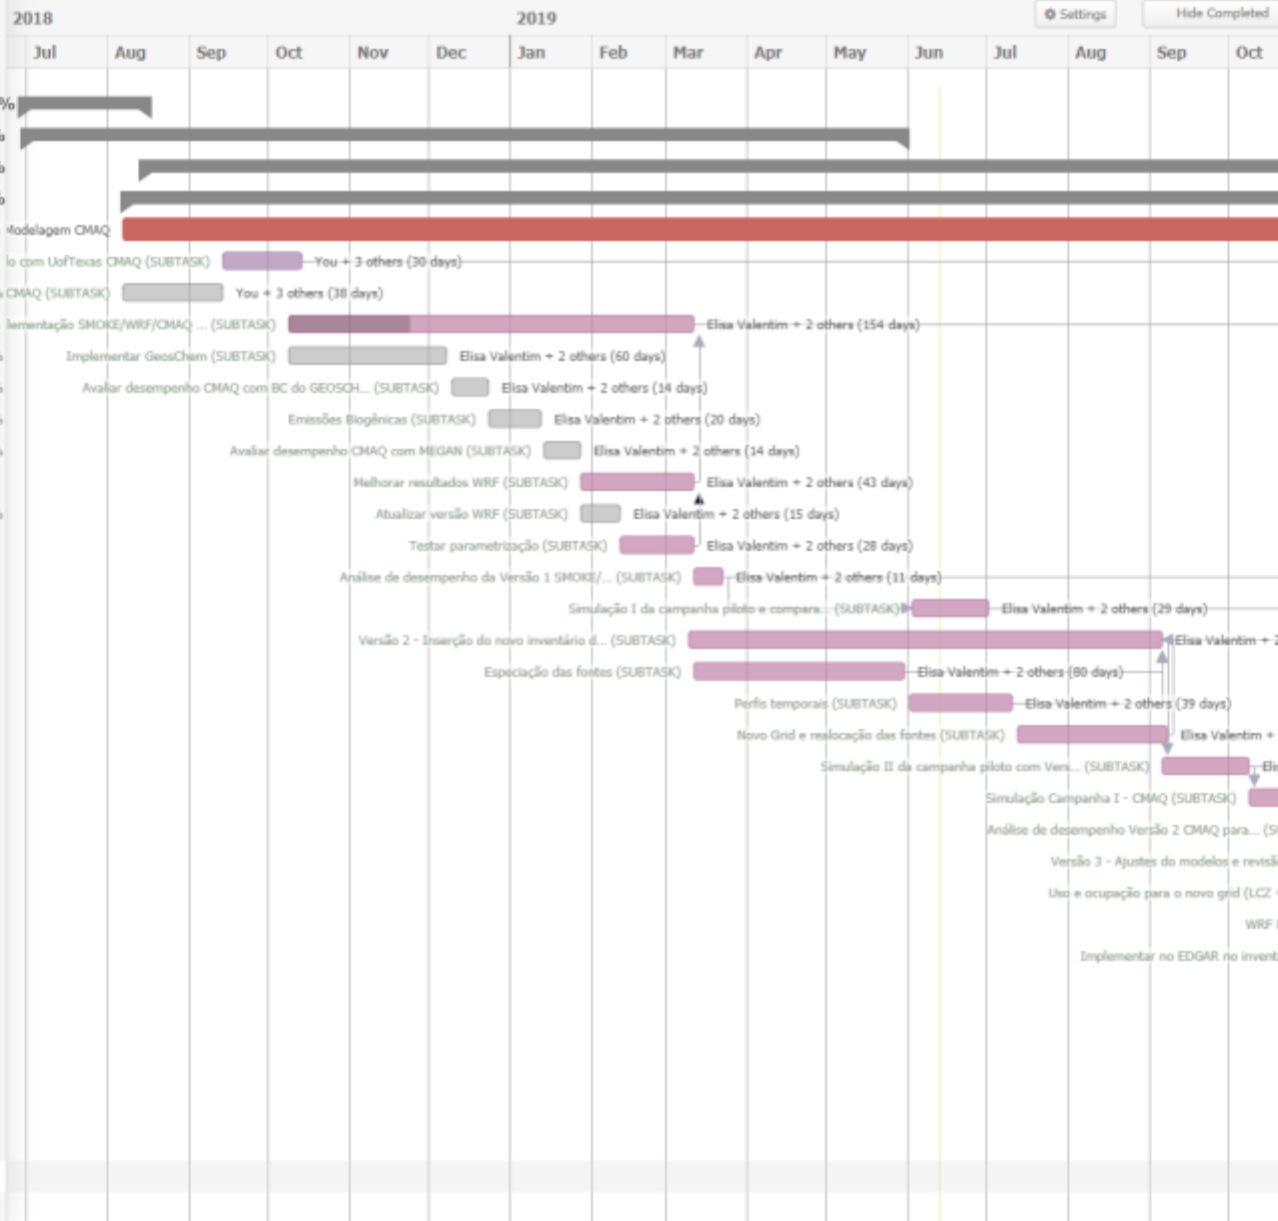 2018 2019 Settings Hide Completed
Jul Aug Sep Oct Nov Dec Jan Feb Mar Apr May Jun Jul Aug Sep Oct
%
Modelagem CMAQ
com UofTexas CMAQ (SUBTASK) You + 3 others (30 days)
CMAQ (SUBTASK) You + 3 others (38 days)
lementação SMOKE/WRF/CMAQ ... (SUBTASK) Elisa Valentim + 2 others (154 days)
Implementar GeosChem (SUBTASK) Elisa Valentim + 2 others (60 days)
Avaliar desempenho CMAQ com BC do GEOSCH... (SUBTASK) Elisa Valentim + 2 others (14 days)
Emissões Biogênicas (SUBTASK) Elisa Valentim + 2 others (20 days)
Avaliar desempenho CMAQ com MEGAN (SUBTASK) Elisa Valentim + 2 others (14 days)
Melhorar resultados WRF (SUBTASK) Elisa Valentim + 2 others (43 days)
Atualizar versão WRF (SUBTASK) Elisa Valentim + 2 others (15 days)
Testar parametrização (SUBTASK) Elisa Valentim + 2 others (28 days)
Análise de desempenho da Versão 1 SMOKE/... (SUBTASK) Elisa Valentim + 2 others (11 days)
Simulação I da campanha piloto e compara... (SUBTASK) Elisa Valentim + 2 others (29 days)
Versão 2 - Inserção do novo inventário d... (SUBTASK) Elisa Valentim + 2
Especiação das fontes (SUBTASK) Elisa Valentim + 2 others (80 days)
Perfis temporais (SUBTASK) Elisa Valentim + 2 others (39 days)
Novo Grid e realocação das fontes (SUBTASK) Elisa Valentim +
Simulação II da campanha piloto com Vers... (SUBTASK) Elis
Simulação Campanha I - CMAQ (SUBTASK)
Análise de desempenho Versão 2 CMAQ para... (SU
Versão 3 - Ajustes do modelos e revisã
Uso e ocupação para o novo grid (LCZ
WRF
Implementar no EDGAR no invent